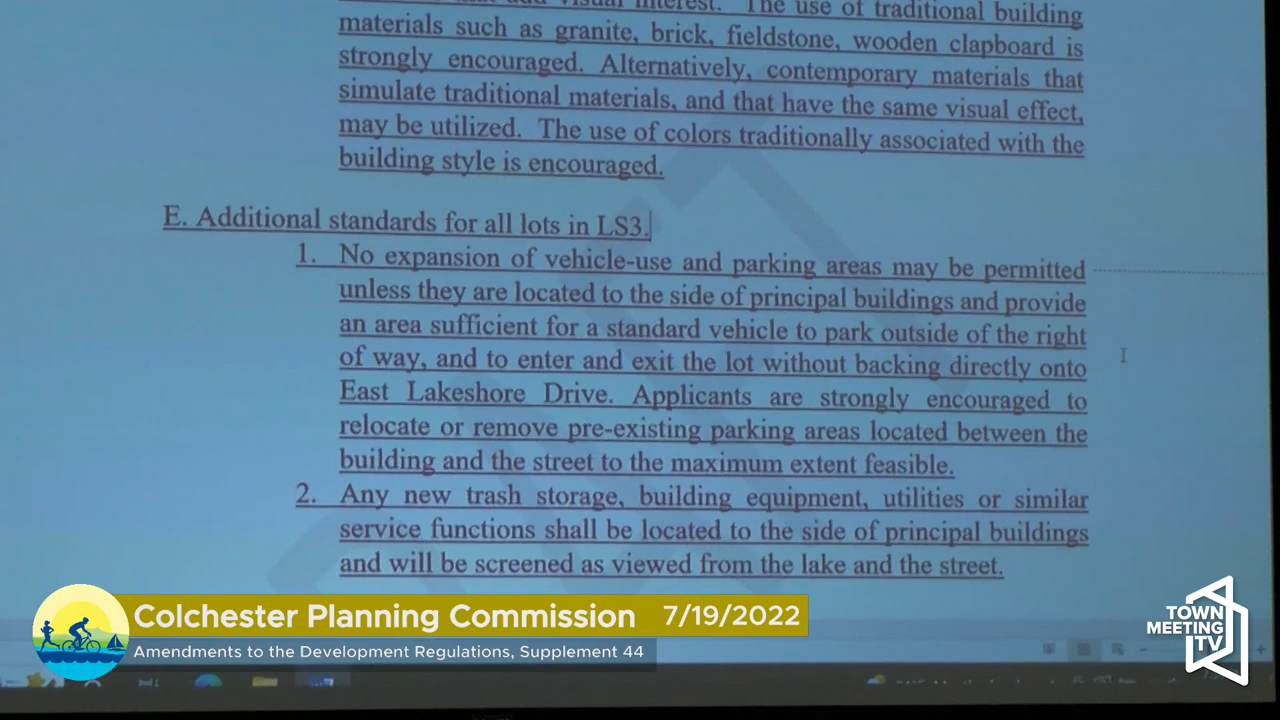 visual interest. The use of traditional building
materials such as granite, brick, fieldstone, wooden clapboard is
strongly encouraged. Alternatively, contemporary materials that
simulate traditional materials, and that have the same visual effect,
may be utilized. The use of colors traditionally associated with the
building style is encouraged.
E. Additional standards for all lots in LS3.
1. No expansion of vehicle-use and parking areas may be permitted
unless they are located to the side of principal buildings and provide
an area sufficient for a standard vehicle to park outside of the right
of way, and to enter and exit the lot without backing directly onto
East Lakeshore Drive. Applicants are strongly encouraged to
relocate or remove pre-existing parking areas located between the
building and the street to the maximum extent feasible.
2. Any new trash storage, building equipment, utilities or similar
service functions shall be located to the side of principal buildings
and will be screened as viewed from the lake and the street.
Colchester Planning Commission 7/19/2022
Amendments to the Development Regulations, Supplement 44
TOWN
MEETING
TV